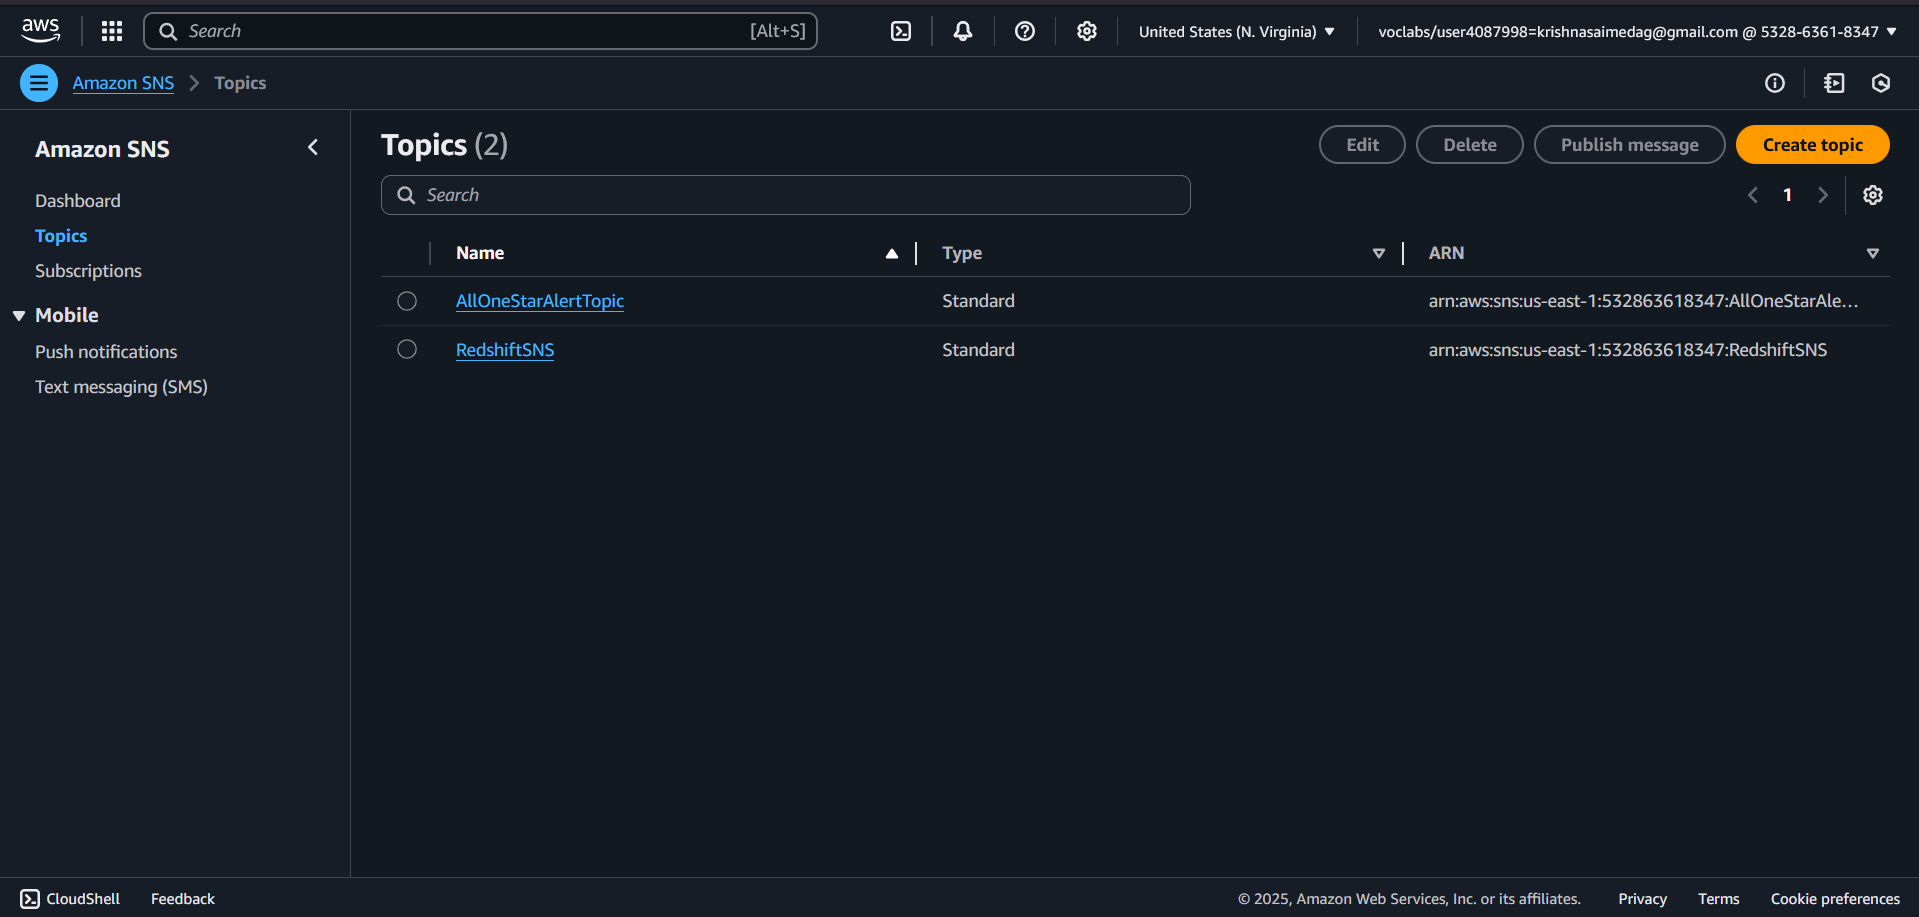 aws
Search [Alt+S]
United States (N. Virginia)
voclabs/user4087998=krishnasaimedag@gmail.com @ 5328-6361-8347
Amazon SNS
Topics
Amazon SNS
Dashboard
Topics
Subscriptions
Mobile
Push notifications
Text messaging (SMS)
Topics (2)
Edit
Delete
Publish message
Create topic
Search
1
Name Type ARN
AllOneStarAlertTopic Standard arn:aws:sns:us-east-1:532863618347:AllOneStarAle...
RedshiftSNS Standard arn:aws:sns:us-east-1:532863618347:RedshiftSNS
CloudShell Feedback © 2025, Amazon Web Services, Inc. or its affiliates. Privacy Terms Cookie preferences